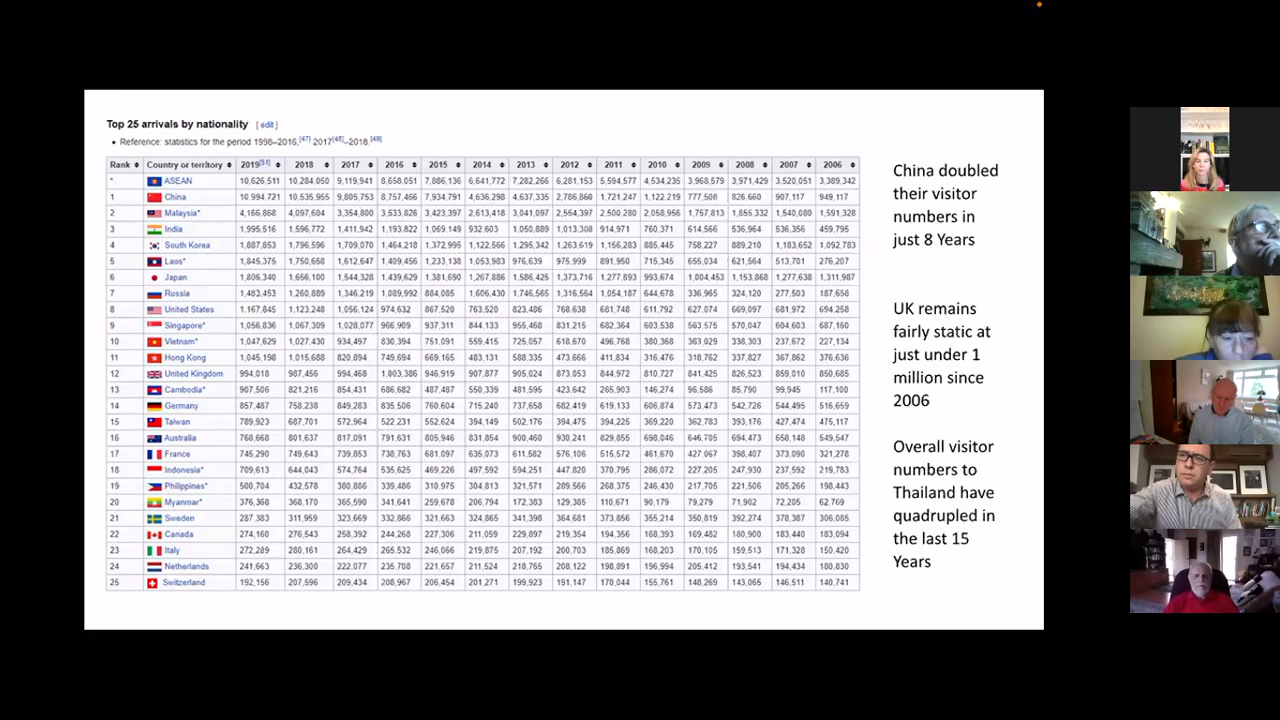 Top 25 arrivals by nationality [ edit ]
• Reference: statistics for the period 1998–2016,[47] 2017[48]–2018.[49]
Rank Country or territory 2019[51] 2018 2017 2016 2015 2014 2013 2012 2011 2010 2009 2008 2007 2006
* ASEAN 10,626,511 10,284,050 9,119,941 8,658,051 7,886,136 6,641,772 7,282,266 6,281,153 5,594,577 4,534,235 3,968,579 3,971,429 3,520,051 3,389,342
1 China 10,994,721 10,535,955 9,805,753 8,757,466 7,934,791 4,636,298 4,637,335 2,786,860 1,721,247 1,122,219 777,508 826,660 907,117 949,117
2 Malaysia* 4,166,868 4,097,604 3,354,800 3,533,826 3,423,397 2,613,418 3,041,097 2,554,397 2,500,280 2,058,956 1,757,813 1,855,332 1,540,080 1,591,328
3 India 1,995,516 1,596,772 1,411,942 1,193,822 1,069,149 932,603 1,050,889 1,013,308 914,971 760,371 614,566 536,964 536,356 459,795
4 South Korea 1,887,853 1,796,596 1,709,070 1,464,218 1,372,995 1,122,566 1,295,342 1,263,619 1,156,283 885,445 758,227 889,210 1,183,652 1,092,783
5 Laos* 1,845,375 1,750,658 1,612,647 1,409,456 1,233,138 1,053,983 976,639 975,999 891,950 715,345 655,034 621,564 513,701 276,207
6 Japan 1,806,340 1,656,100 1,544,328 1,439,629 1,381,690 1,267,886 1,586,425 1,373,716 1,277,893 993,674 1,004,453 1,153,868 1,277,638 1,311,987
7 Russia 1,483,453 1,260,889 1,346,219 1,089,992 884,085 1,606,430 1,746,565 1,316,564 1,054,187 644,678 336,965 324,120 277,503 187,658
8 United States 1,167,845 1,123,248 1,056,124 974,632 867,520 763,520 823,486 768,638 681,748 611,792 627,074 669,097 681,972 694,258
9 Singapore* 1,056,836 1,067,309 1,028,077 966,909 937,311 844,133 955,468 831,215 682,364 603,538 563,575 570,047 604,603 687,160
10 Vietnam* 1,047,629 1,027,430 934,497 830,394 751,091 559,415 725,057 618,670 496,768 380,368 363,029 338,303 237,672 227,134
11 Hong Kong 1,045,198 1,015,688 820,894 749,694 669,165 483,131 588,335 473,666 411,834 316,476 318,762 337,827 367,862 376,636
12 United Kingdom 994,018 987,456 994,468 1,003,386 946,919 907,877 905,024 873,053 844,972 810,727 841,425 826,523 859,010 850,685
13 Cambodia* 907,506 821,216 854,431 686,682 487,487 550,339 481,595 423,642 265,903 146,274 96,586 85,790 99,945 117,100
14 Germany 857,487 758,238 849,283 835,506 760,604 715,240 737,658 682,419 619,133 606,874 573,473 542,726 544,495 516,659
15 Taiwan 789,923 687,701 572,964 522,231 552,624 394,149 502,176 394,475 394,225 369,220 362,783 393,176 427,474 475,117
16 Australia 768,668 801,637 817,091 791,631 805,946 831,854 900,460 930,241 829,855 698,046 646,705 694,473 658,148 549,547
17 France 745,290 749,643 739,853 738,763 681,097 635,073 611,582 576,106 515,572 461,670 427,067 398,407 373,090 321,278
18 Indonesia* 709,613 644,043 574,764 535,625 469,226 497,592 594,251 447,820 370,795 286,072 227,205 247,930 237,592 219,783
19 Philippines* 500,704 432,578 380,886 339,486 310,975 304,813 321,571 289,566 268,375 246,430 217,705 221,506 205,266 198,443
20 Myanmar* 376,368 368,170 365,590 341,641 259,678 206,794 172,383 129,385 110,671 90,179 79,279 71,902 72,205 62,769
21 Sweden 287,383 311,959 323,669 332,866 321,663 324,865 341,398 364,681 373,856 355,214 350,819 392,274 378,387 306,085
22 Canada 274,160 276,543 258,392 244,268 227,306 211,059 229,897 219,354 194,356 168,393 169,482 180,900 183,440 183,094
23 Italy 272,289 280,161 264,429 265,532 246,066 219,875 207,192 200,703 185,869 168,203 170,105 159,513 171,328 150,420
24 Netherlands 241,663 236,300 222,077 235,708 221,657 211,524 218,765 208,122 198,891 196,994 205,412 193,541 194,434 180,830
25 Switzerland 192,156 207,596 209,434 208,967 206,454 201,271 199,923 191,147 170,044 155,761 148,269 143,065 146,511 140,741
China doubled
their visitor
numbers in
just 8 Years
UK remains
fairly static at
just under 1
million since
2006
Overall visitor
numbers to
Thailand have
quadrupled in
the last 15
Years